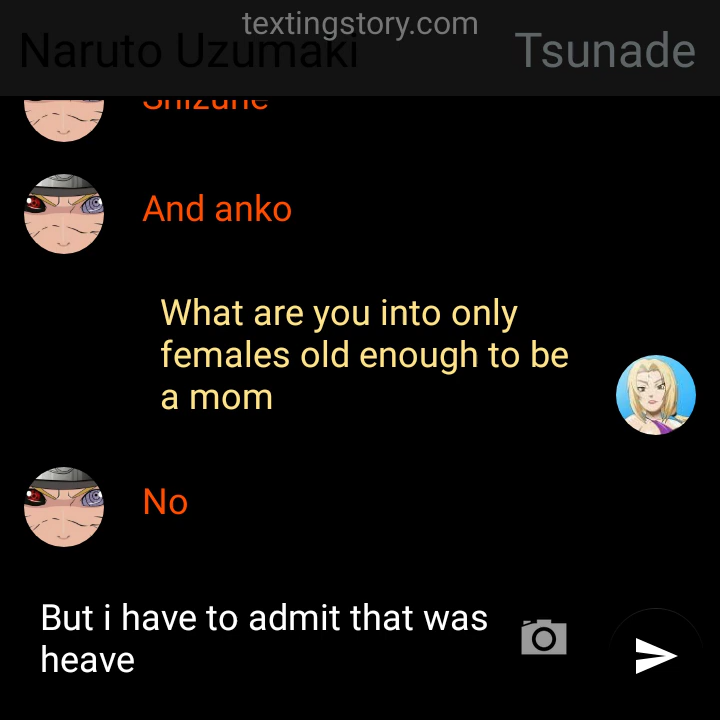 textingstory.com
Naruto Uzumaki
Tsunade
Shizune
And anko
What are you into only
females old enough to be
a mom
No
But i have to admit that was
heave